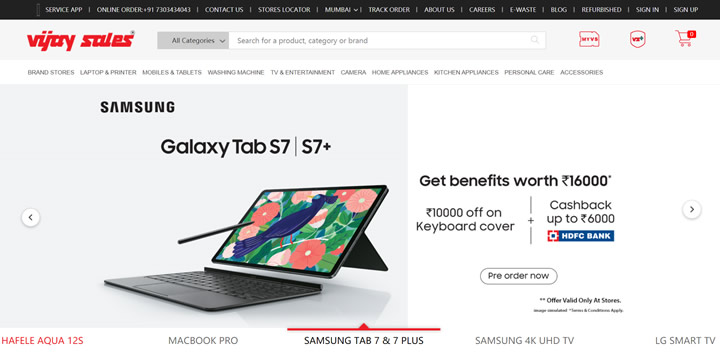 SERVICE APP | ONLINE ORDER:+91 7303434043 | CONTACT US | STORES LOCATOR | MUMBAI | TRACK ORDER | ABOUT US | CAREERS | E-WASTE | BLOG | REFURBISHED | SIGN IN | SIGN UP
vijay sales
All Categories
Search for a product, category or brand
MYVS
VS+
0
BRAND STORES LAPTOP & PRINTER MOBILES & TABLETS WASHING MACHINE TV & ENTERTAINMENT CAMERA HOME APPLIANCES KITCHEN APPLIANCES PERSONAL CARE ACCESSORIES
SAMSUNG
Galaxy Tab S7 | S7+
Get benefits worth ₹16000*
₹10000 off on
Keyboard cover
+
Cashback
up to ₹6000
HDFC BANK
Pre order now
** Offer Valid Only At Stores.
Image simulated *Terms & Conditions Apply.
HAFELE AQUA 12S MACBOOK PRO SAMSUNG TAB 7 & 7 PLUS SAMSUNG 4K UHD TV LG SMART TV